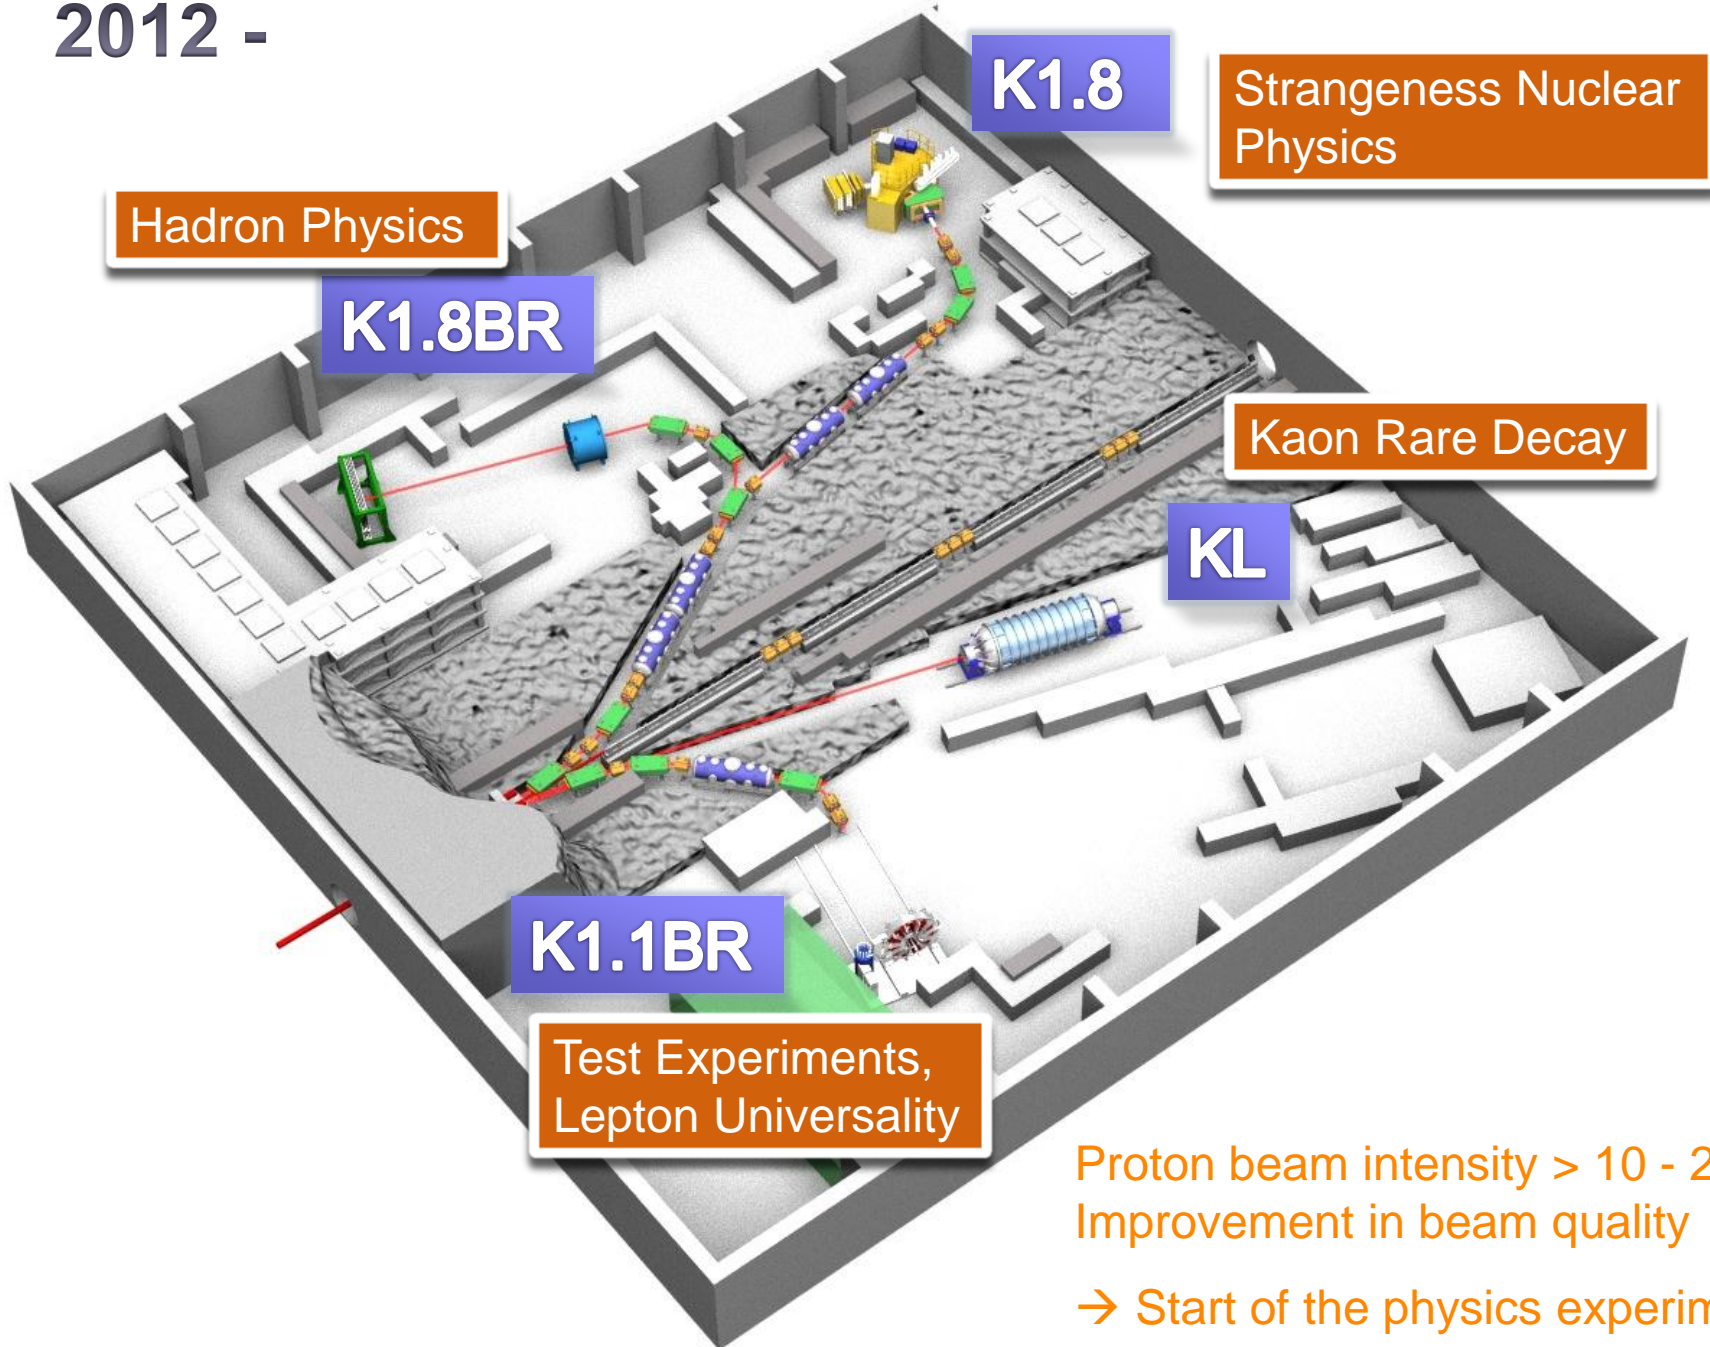 2012 -
K1.8
Strangeness Nuclear
Physics
Hadron Physics
K1.8BR
Kaon Rare Decay
KL
K1.1BR
Test Experiments,
Lepton Universality
Proton beam intensity > 10 - 2
Improvement in beam quality
→ Start of the physics